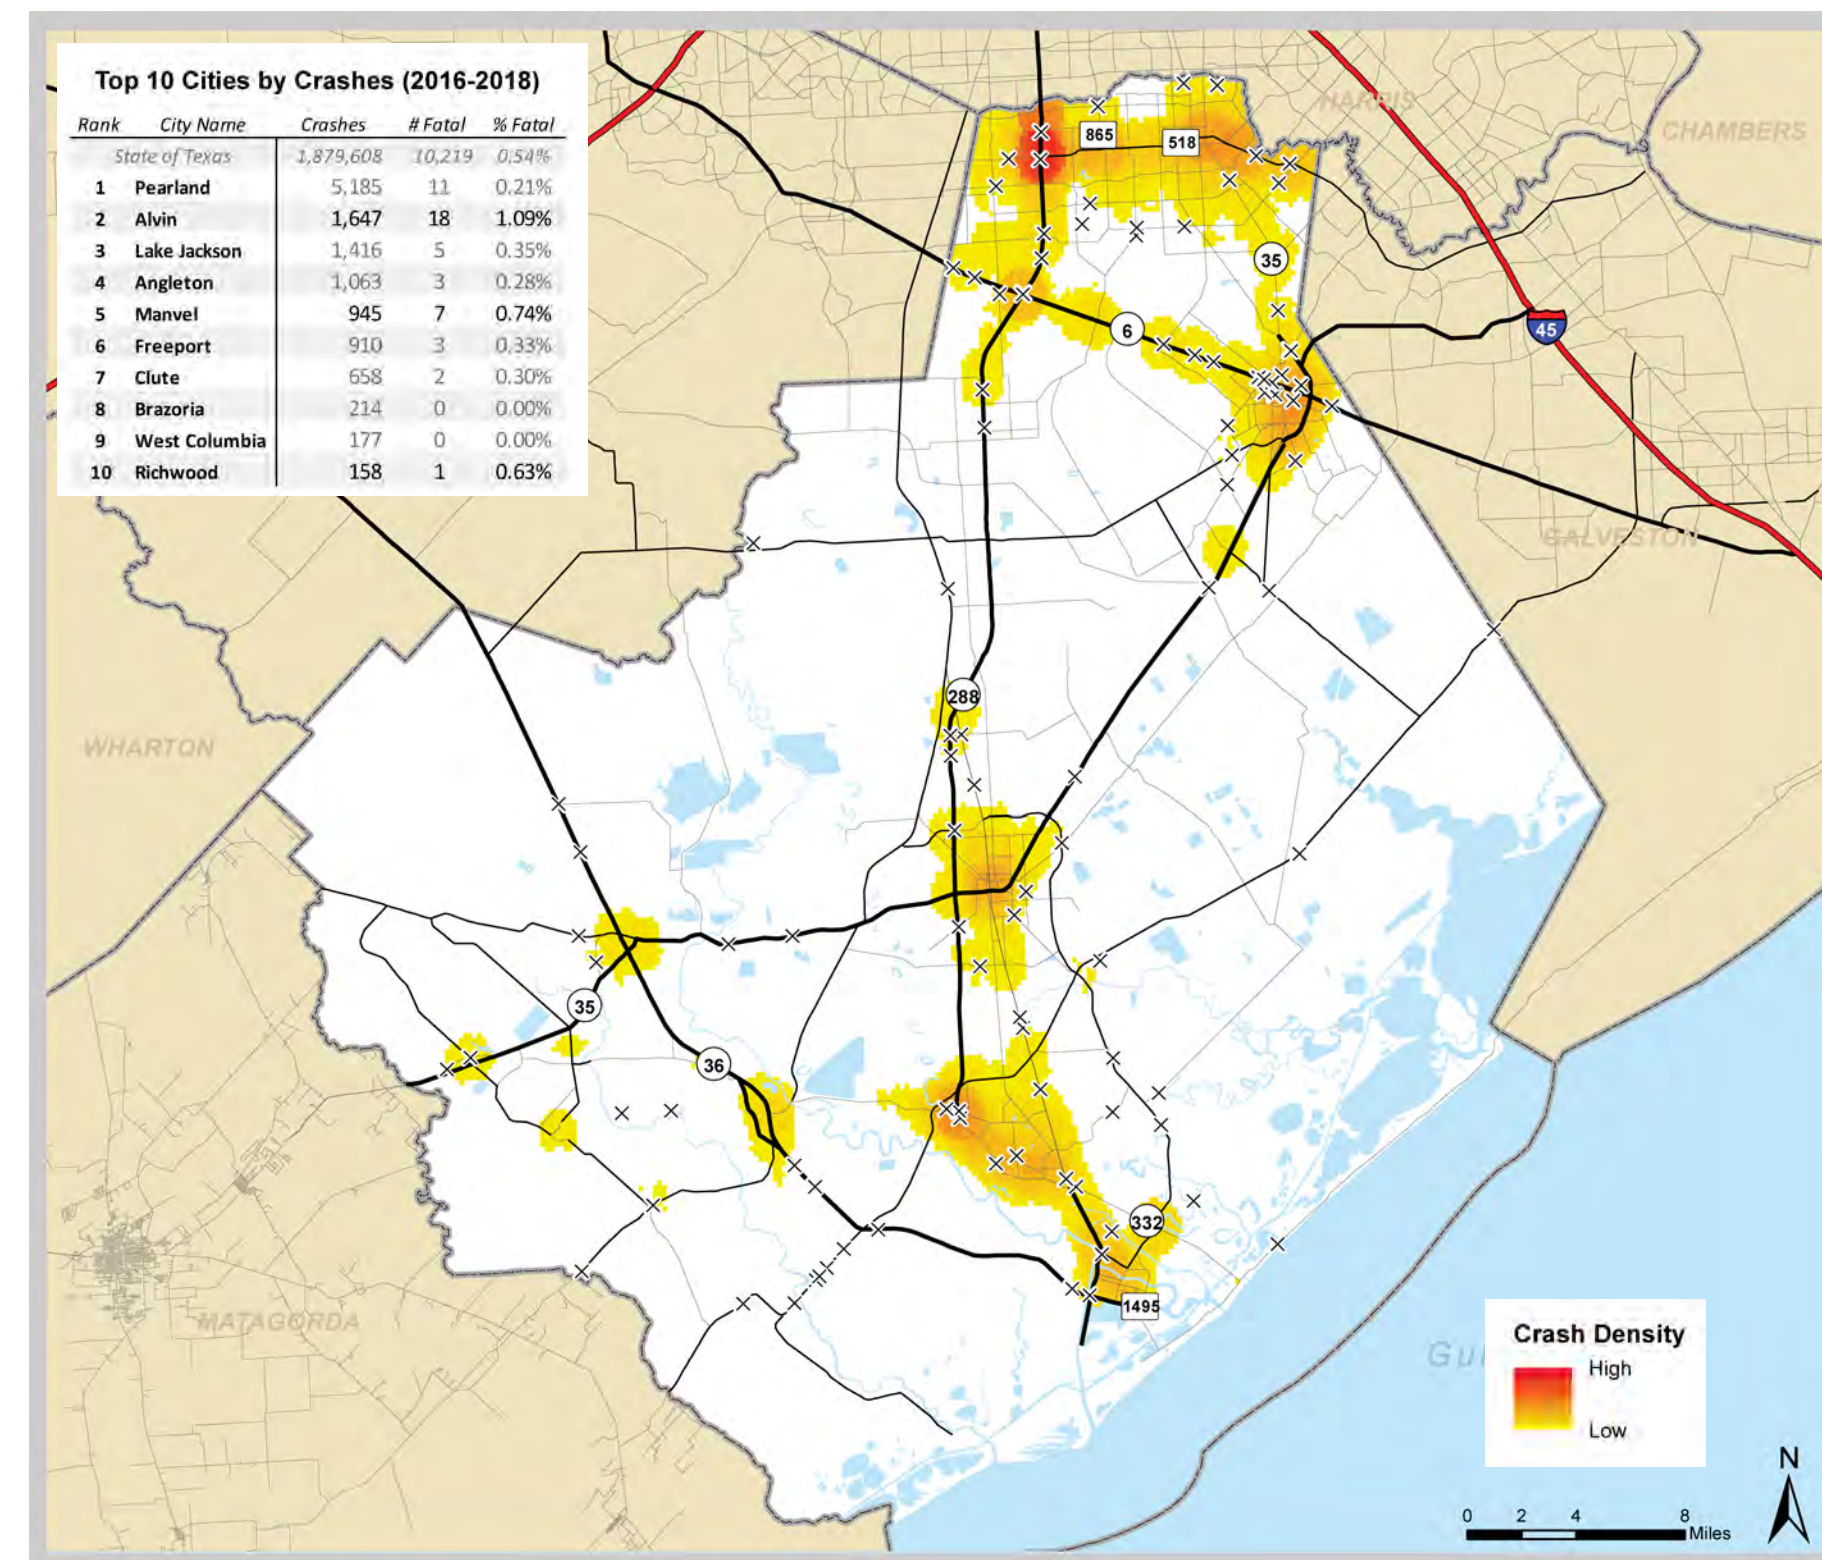 Top 10 Cities by Crashes (2016-2018)
Rank City Name Crashes # Fatal % Fatal
State of Texas 1,879,608 10,219 0.54%
1 Pearland 5,185 11 0.21%
2 Alvin 1,647 18 1.09%
3 Lake Jackson 1,416 5 0.35%
4 Angleton 1,063 3 0.28%
5 Manvel 945 7 0.74%
6 Freeport 910 3 0.33%
7 Clute 658 2 0.30%
8 Brazoria 214 0 0.00%
9 West Columbia 177 0 0.00%
10 Richwood 158 1 0.63%
HARRIS
CHAMBERS
865
518
35
6
45
GALVESTON
288
WHARTON
35
36
332
1495
MATAGORDA
Crash Density
High
Low
N
0 2 4 8
Miles